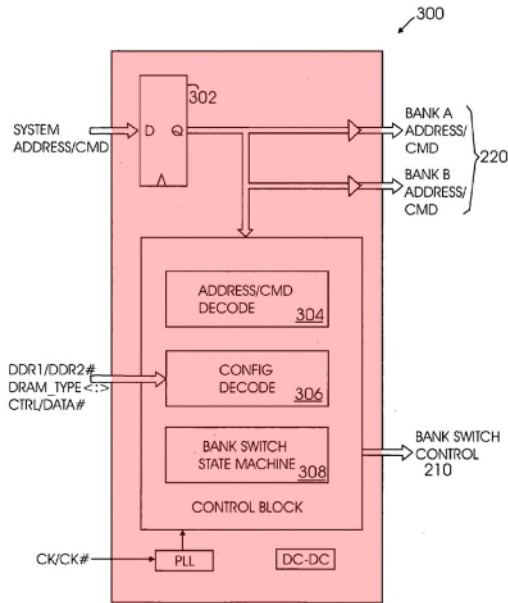 300
302
SYSTEM
ADDRESS/CMD
D Q
BANK A
ADDRESS/
CMD
BANK B
ADDRESS/
CMD
220
ADDRESS/CMD
DECODE 304
DDR1/DDR2#
DRAM_TYPE<:>
CTRL/DATA#
CONFIG
DECODE 306
BANK SWITCH
STATE MACHINE 308
CONTROL BLOCK
BANK SWITCH
CONTROL
210
CK/CK#
PLL
DC-DC